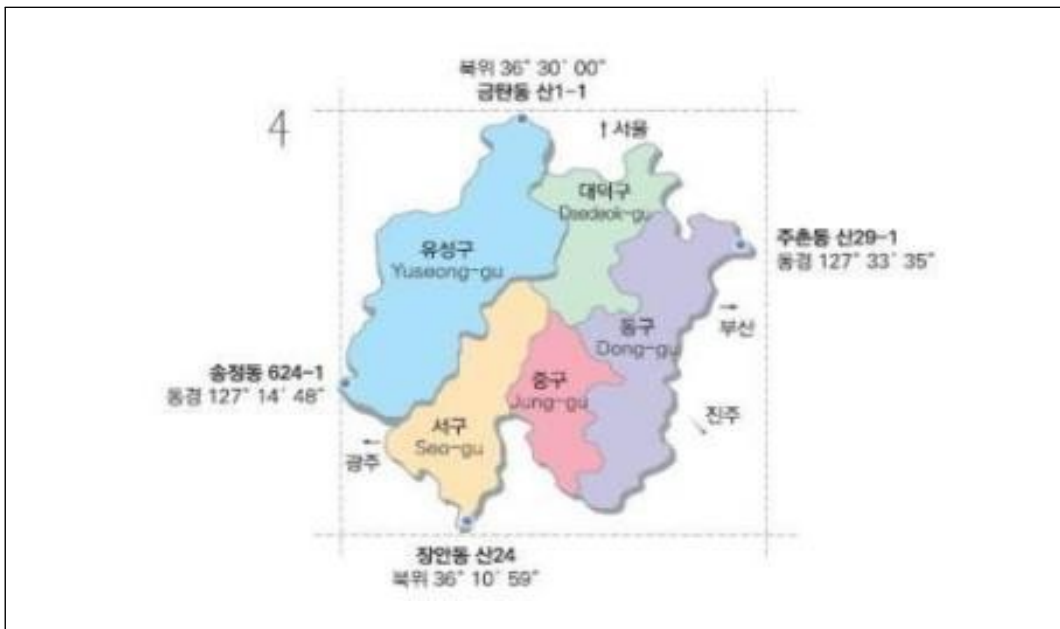 북위 36° 30′ 00″
금탄동 산1-1
4
↑ 서울
대덕구
Daedeok-gu
유성구
Yuseong-gu
주촌동 산29-1
동경 127° 33′ 35″
→
부산
동구
Dong-gu
송정동 624-1
동경 127° 14′ 48″
중구
Jung-gu
서구
Seo-gu
←
광주
↘ 진주
장안동 산24
북위 36° 10′ 59″